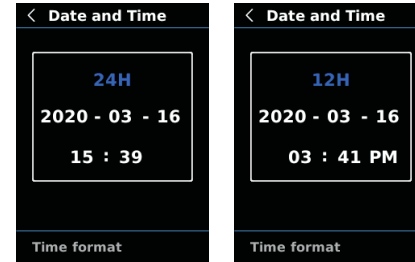 < Date and Time
24H
2020 - 03 - 16
15 : 39
Time format
< Date and Time
12H
2020 - 03 - 16
03 : 41 PM
Time format